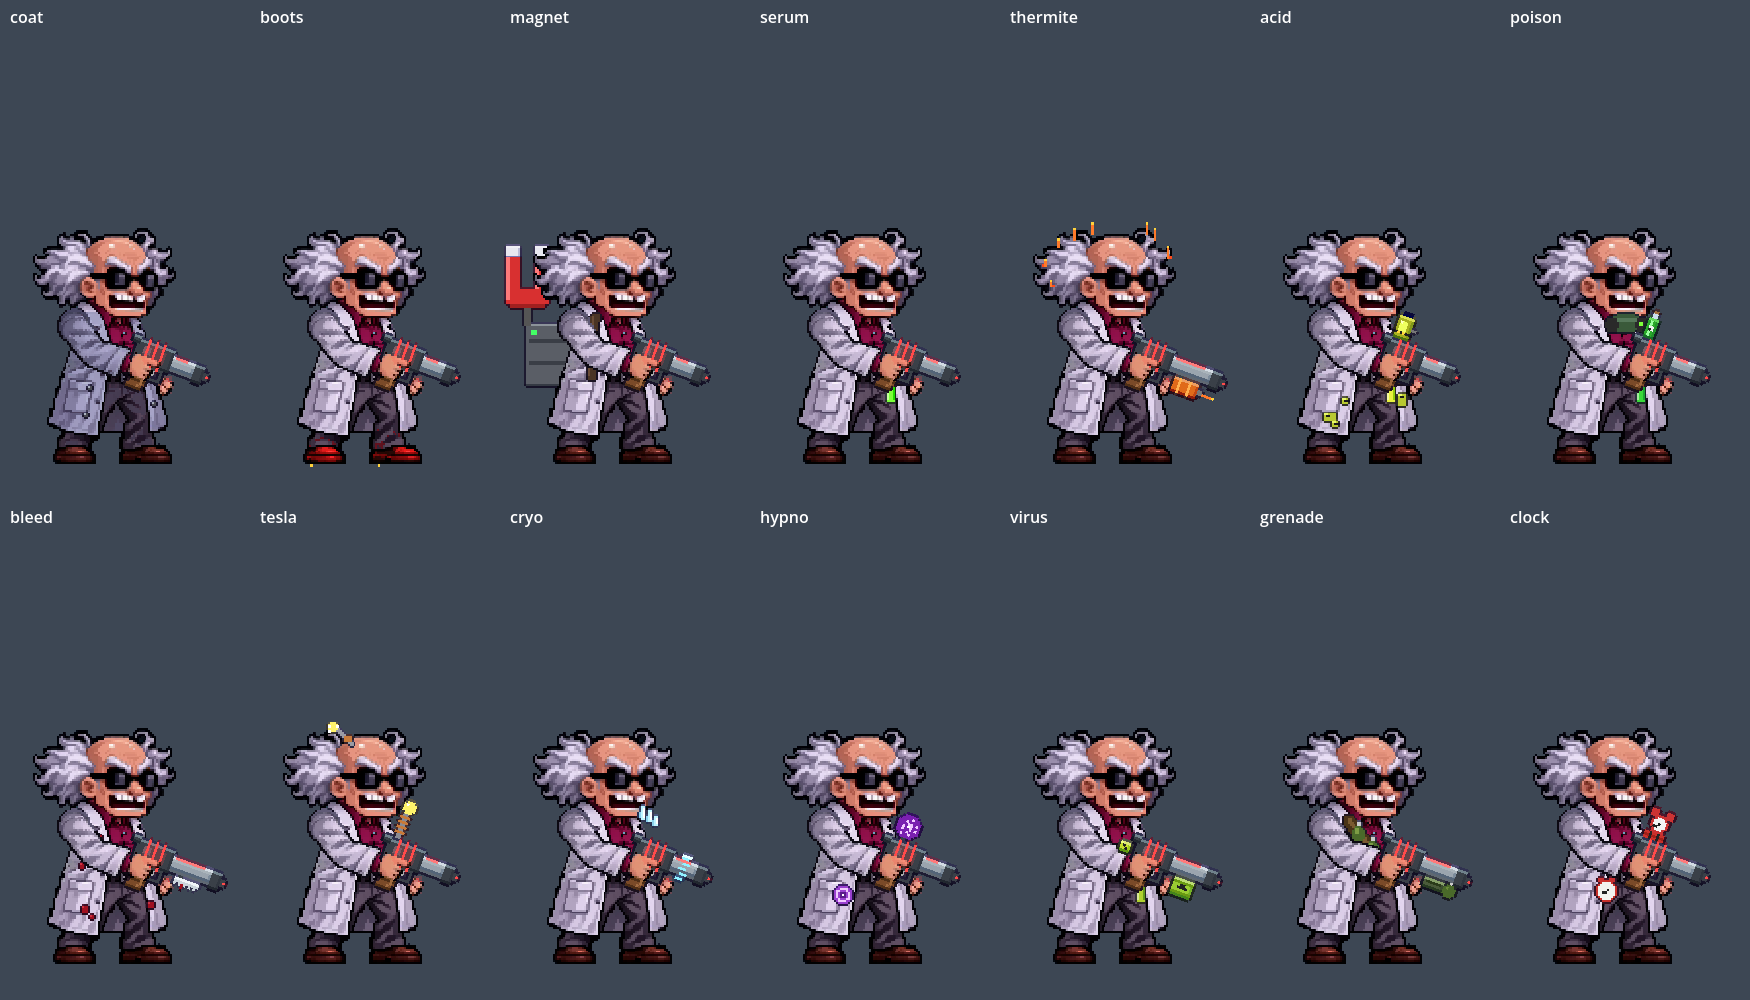 coat
boots
magnet
serum
thermite
acid
poison
bleed
tesla
cryo
hypno
virus
grenade
clock